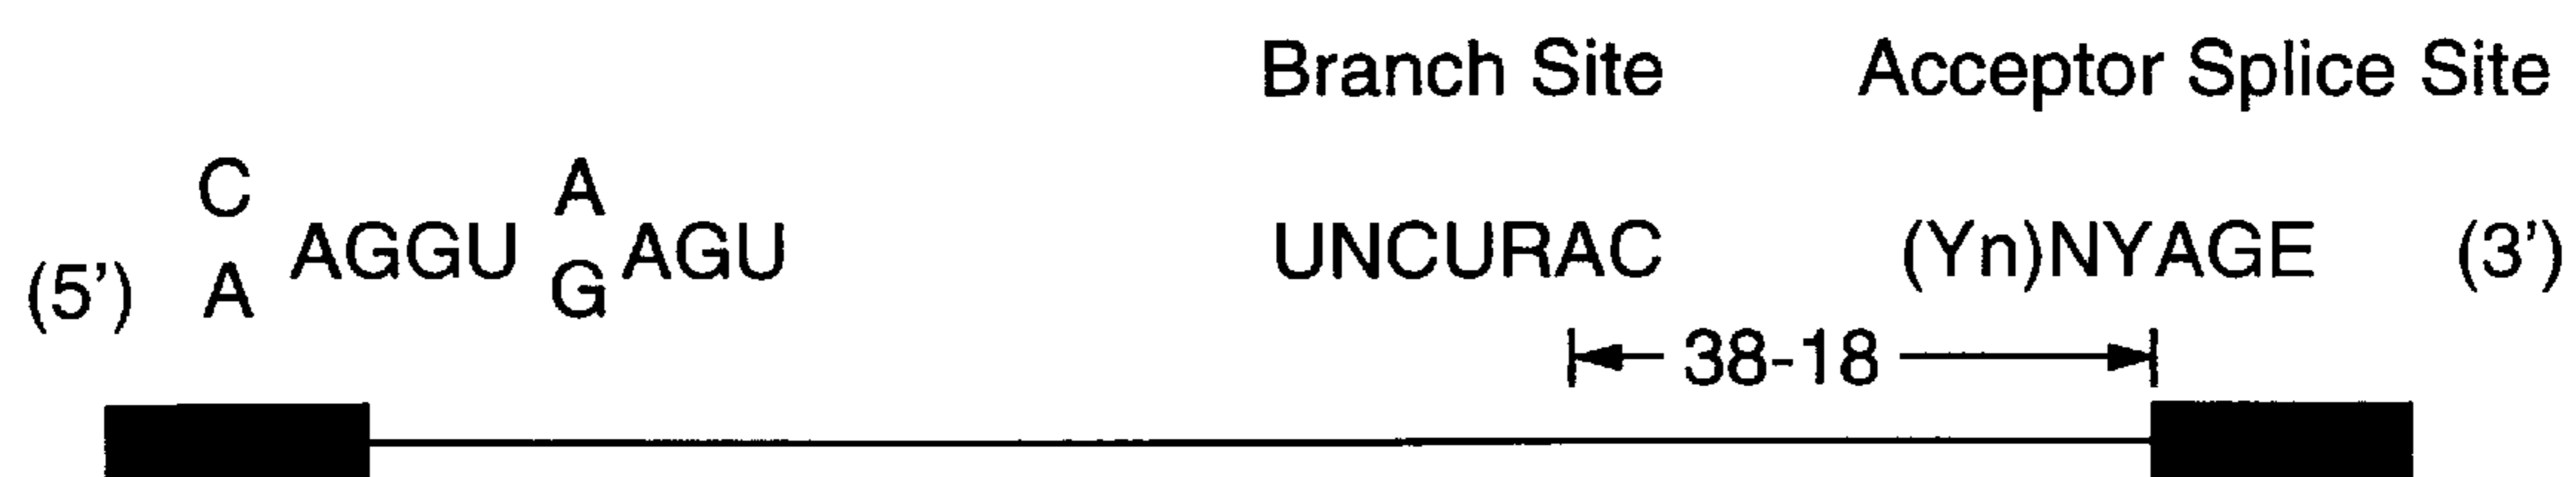 Branch Site Acceptor Splice Site
C A
(5') A AGGU G AGU UNCURAC (Yn)NYAGE (3')
38-18